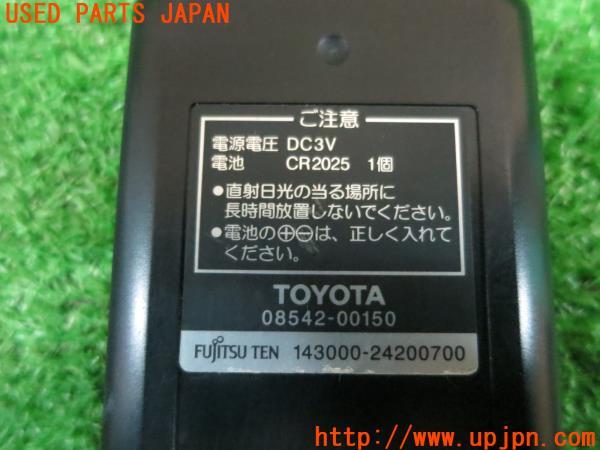 USED PARTS JAPAN
ご注意
電源電圧 DC3V
電池 CR2025 1個
●直射日光の当る場所に
長時間放置しないでください。
●電池の⊕⊖は、正しく入れて
ください。
TOYOTA
08542-00150
FUJITSU TEN 143000-24200700
http://www.upjpn.com